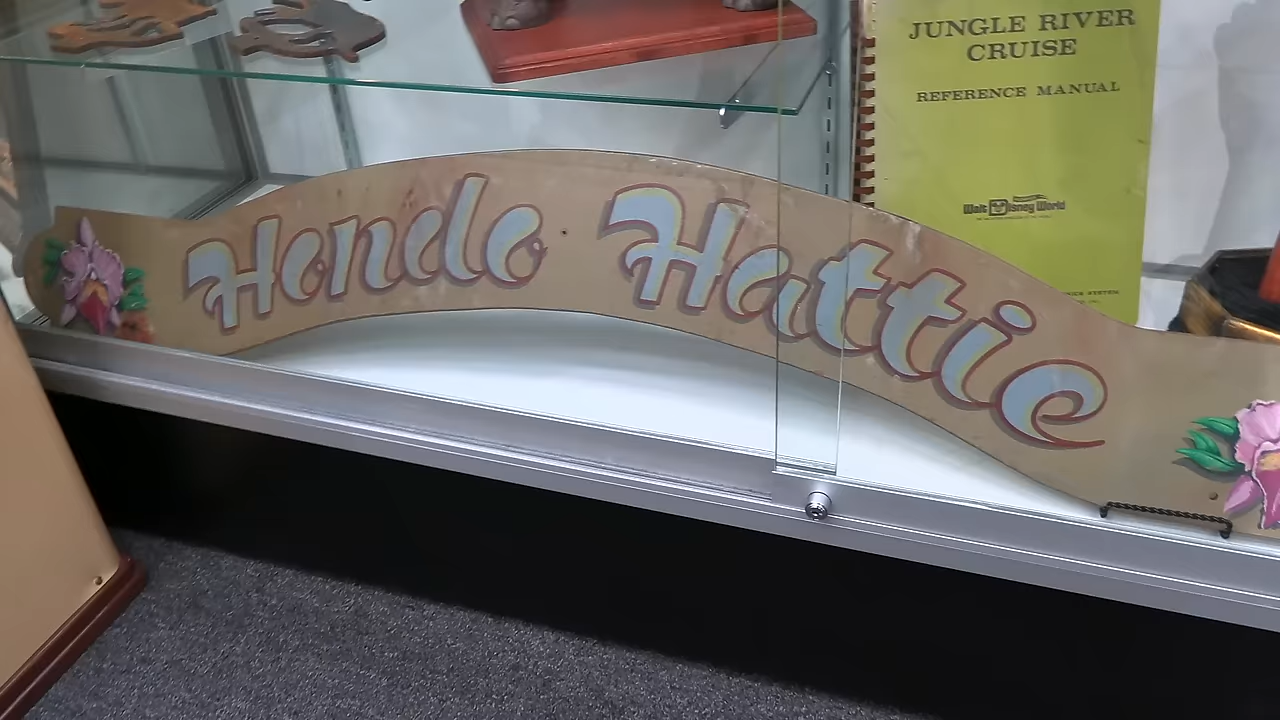 JUNGLE RIVER
CRUISE
REFERENCE MANUAL
Walt Disney World
Hondo Hattie